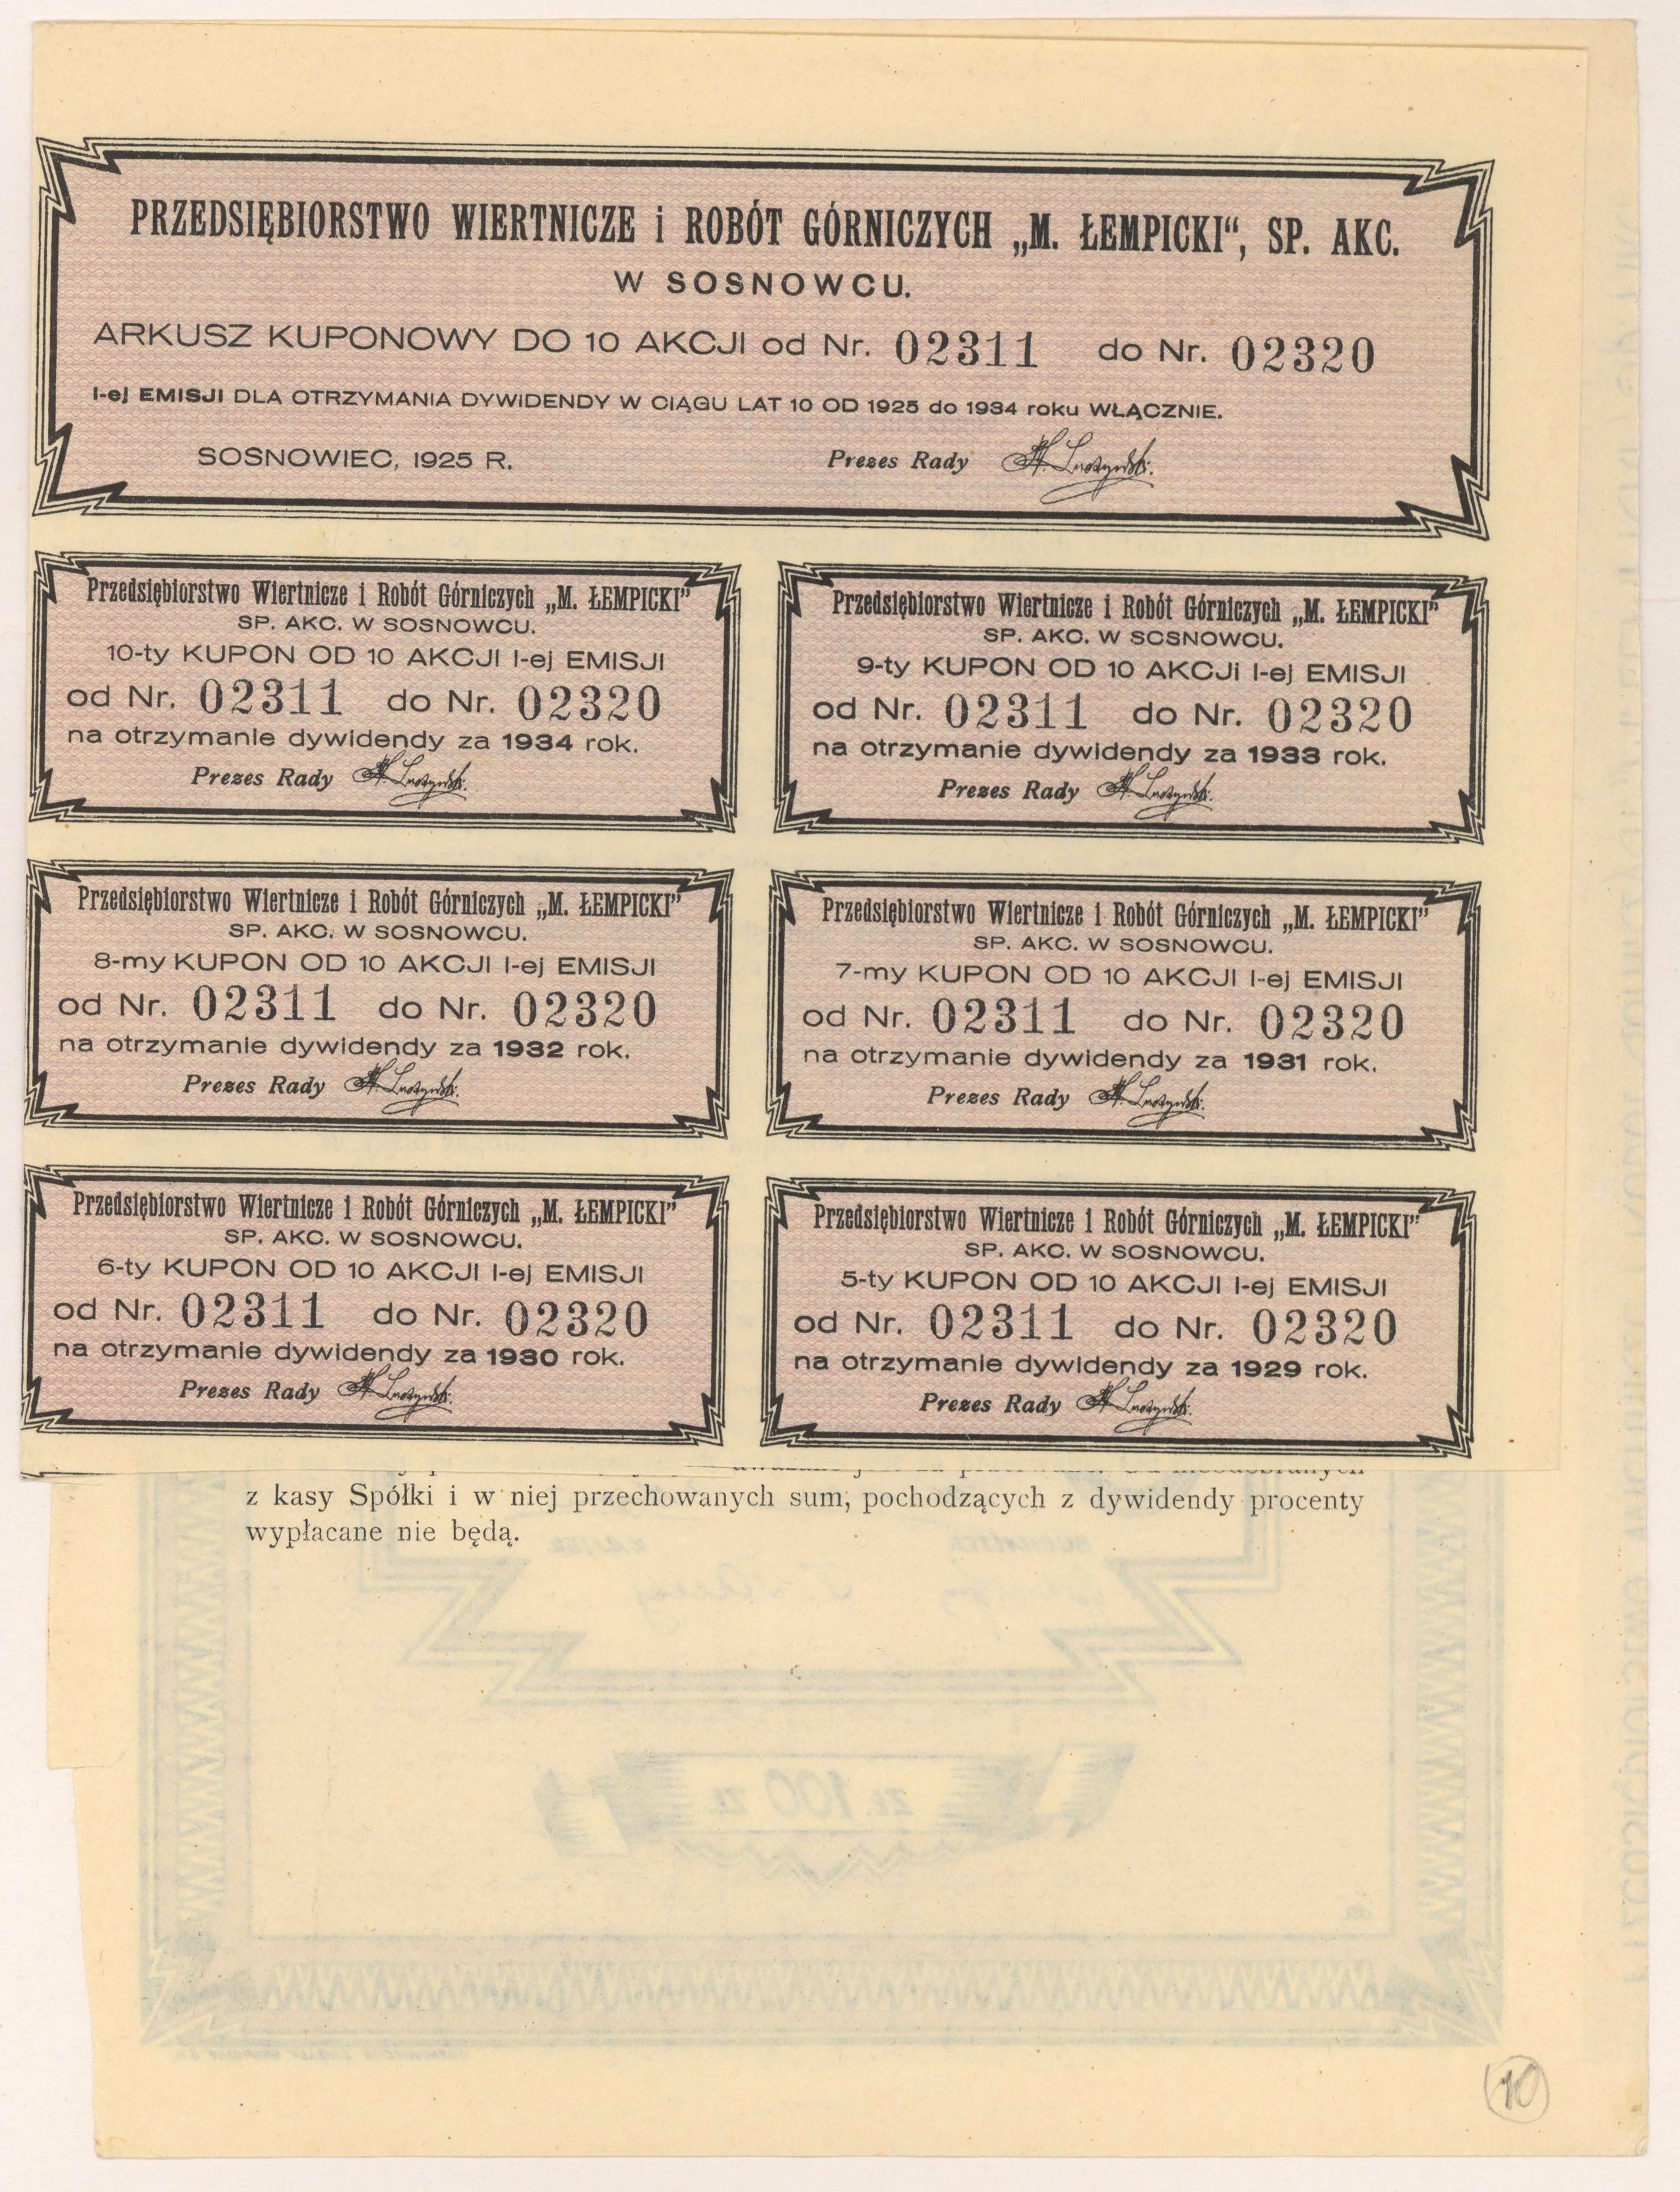 PRZEDSIĘBIORSTWO WIERTNICZE i ROBÓT GÓRNICZYCH „M. ŁEMPICKI“, SP. AKC.
W SOSNOWCU.
ARKUSZ KUPONOWY DO 10 AKCJI od Nr. 02311 do Nr. 02320
I-ej EMISJI DLA OTRZYMANIA DYWIDENDY W CIĄGU LAT 10 OD 1925 do 1934 roku WŁĄCZNIE.
SOSNOWIEC, 1925 R. Prezes Rady
Przedsiębiorstwo Wiertnicze i Robót Górniczych „M. ŁEMPICKI”
SP. AKC. W SOSNOWCU.
10-ty KUPON OD 10 AKCJI I-ej EMISJI
od Nr. 02311 do Nr. 02320
na otrzymanie dywidendy za 1934 rok.
Prezes Rady
Przedsiębiorstwo Wiertnicze i Robót Górniczych „M. ŁEMPICKI”
SP. AKC. W SOSNOWCU.
9-ty KUPON OD 10 AKCJi I-ej EMISJI
od Nr. 02311 do Nr. 02320
na otrzymanie dywidendy za 1933 rok.
Prezes Rady
Przedsiębiorstwo Wiertnicze i Robót Górniczych „M. ŁEMPICKI”
SP. AKC. W SOSNOWCU.
8-my KUPON OD 10 AKCJI I-ej EMISJI
od Nr. 02311 do Nr. 02320
na otrzymanie dywidendy za 1932 rok.
Prezes Rady
Przedsiębiorstwo Wiertnicze i Robót Górniczych „M. ŁEMPICKI”
SP. AKC. W SOSNOWCU.
7-my KUPON OD 10 AKCJI I-ej EMISJI
od Nr. 02311 do Nr. 02320
na otrzymanie dywidendy za 1931 rok.
Prezes Rady
Przedsiębiorstwo Wiertnicze i Robót Górniczych „M. ŁEMPICKI”
SP. AKC. W SOSNOWCU.
6-ty KUPON OD 10 AKCJI I-ej EMISJI
od Nr. 02311 do Nr. 02320
na otrzymanie dywidendy za 1930 rok.
Prezes Rady
Przedsiębiorstwo Wiertnicze i Robót Górniczych „M. ŁEMPICKI”
SP. AKC. W SOSNOWCU.
5-ty KUPON OD 10 AKCJI I-ej EMISJI
od Nr. 02311 do Nr. 02320
na otrzymanie dywidendy za 1929 rok.
Prezes Rady
z kasy Spółki i w niej przechowanych sum, pochodzących z dywidendy procenty
wypłacane nie będą.
zł. 100 zł.
10